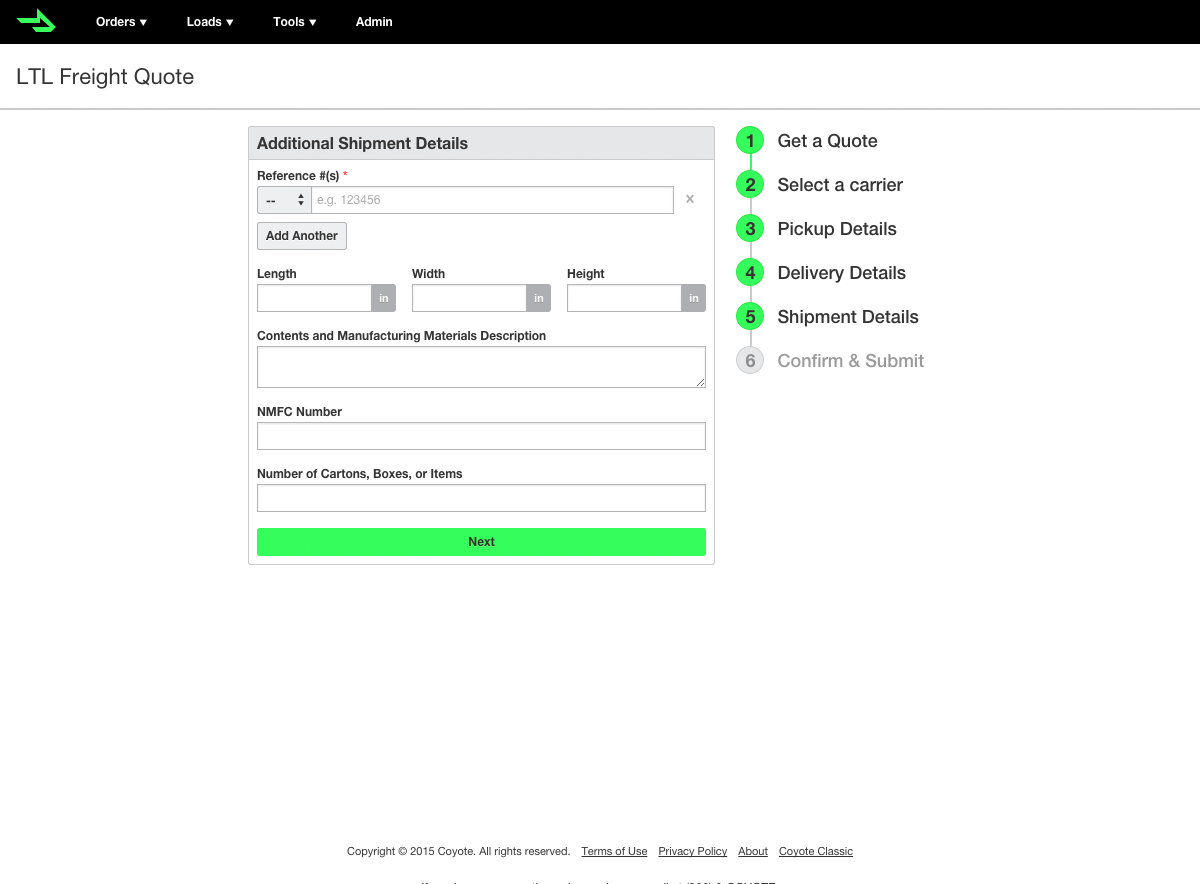 Orders ▼ Loads ▼ Tools ▼ Admin
LTL Freight Quote
Additional Shipment Details
Reference #(s) *
-- e.g. 123456 ×
Add Another
Length Width Height
in in in
Contents and Manufacturing Materials Description
NMFC Number
Number of Cartons, Boxes, or Items
Next
1 Get a Quote
2 Select a carrier
3 Pickup Details
4 Delivery Details
5 Shipment Details
6 Confirm & Submit
Copyright © 2015 Coyote. All rights reserved. Terms of Use Privacy Policy About Coyote Classic